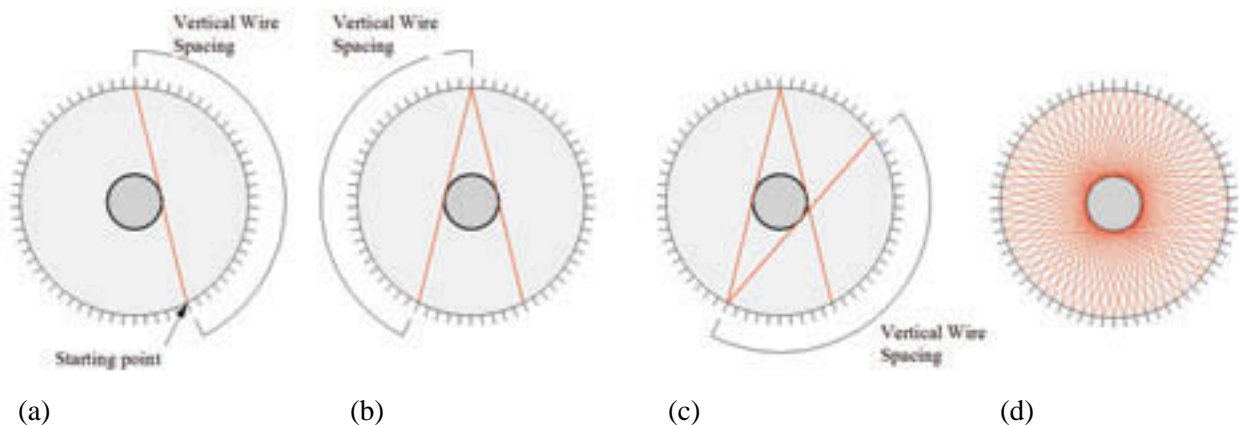 Vertical Wire
Spacing
Vertical Wire
Spacing
Starting point
Vertical Wire
Spacing
(a)
(b)
(c)
(d)